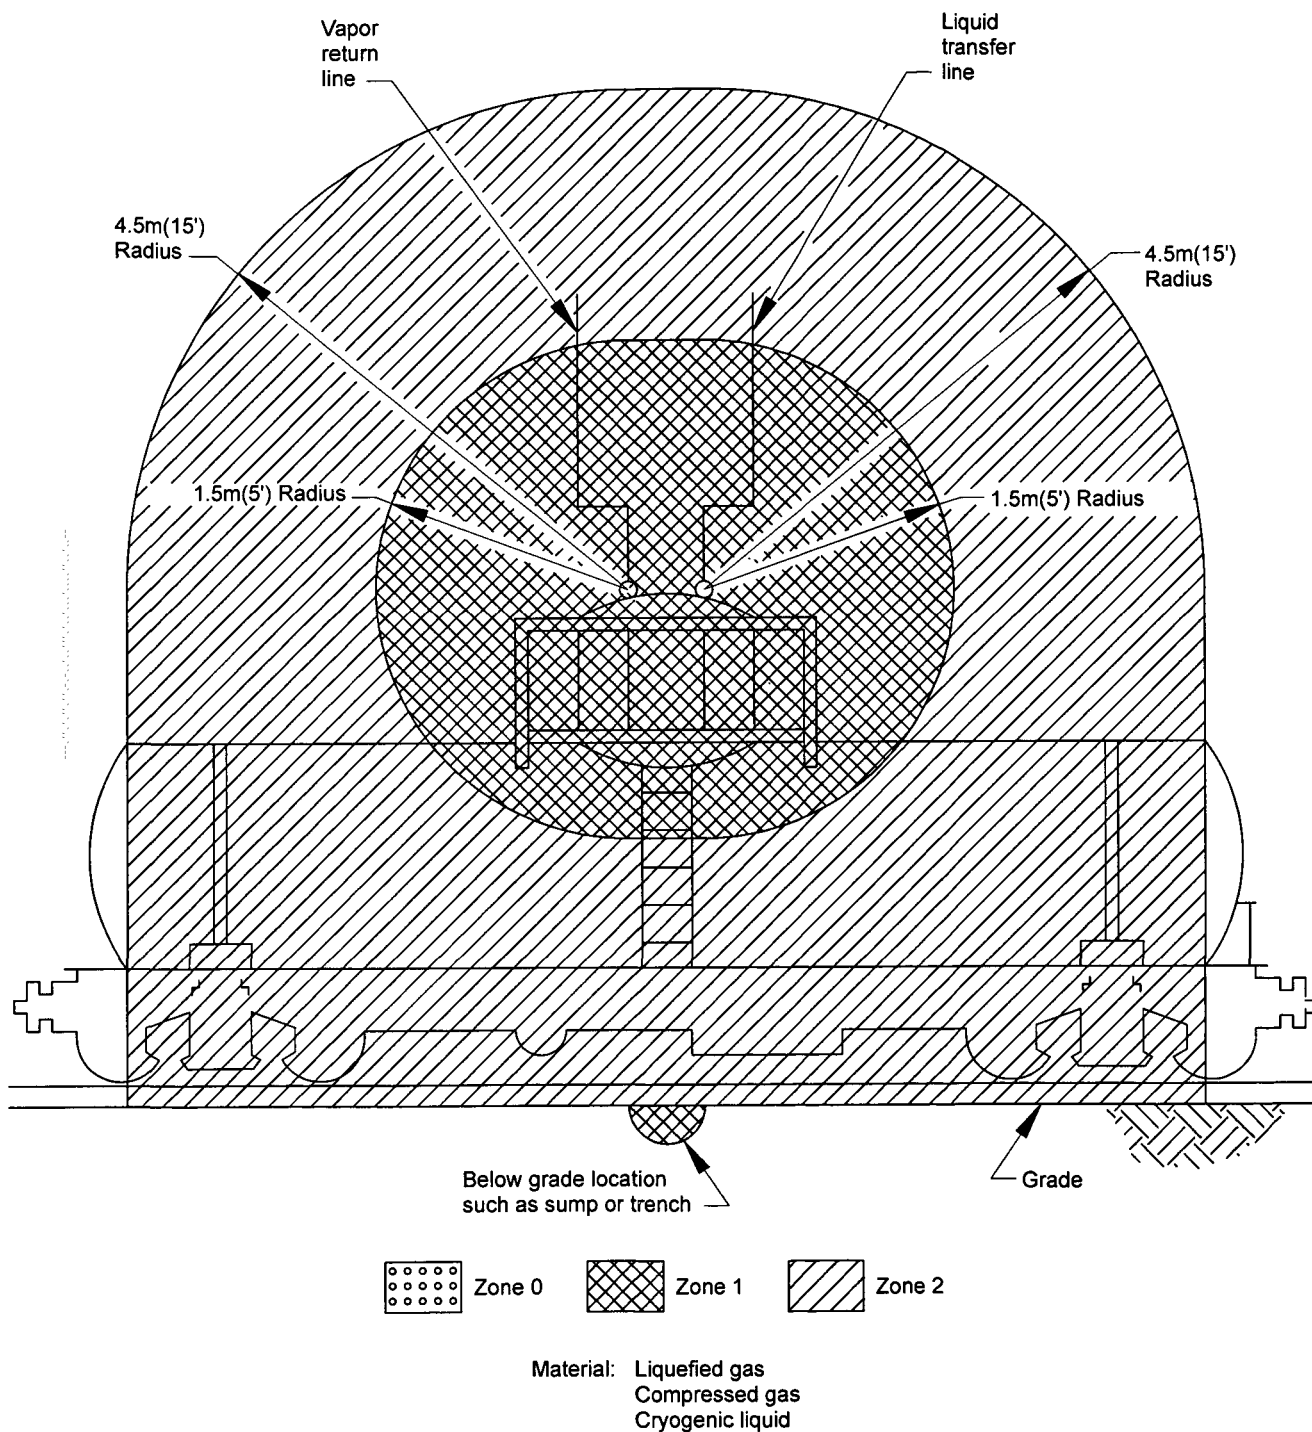 Vapor
return
line
Liquid
transfer
line
4.5m(15')
Radius
4.5m(15')
Radius
1.5m(5') Radius
1.5m(5') Radius
Below grade location
such as sump or trench
Grade
Zone 0
Zone 1
Zone 2
Material: Liquefied gas
Compressed gas
Cryogenic liquid